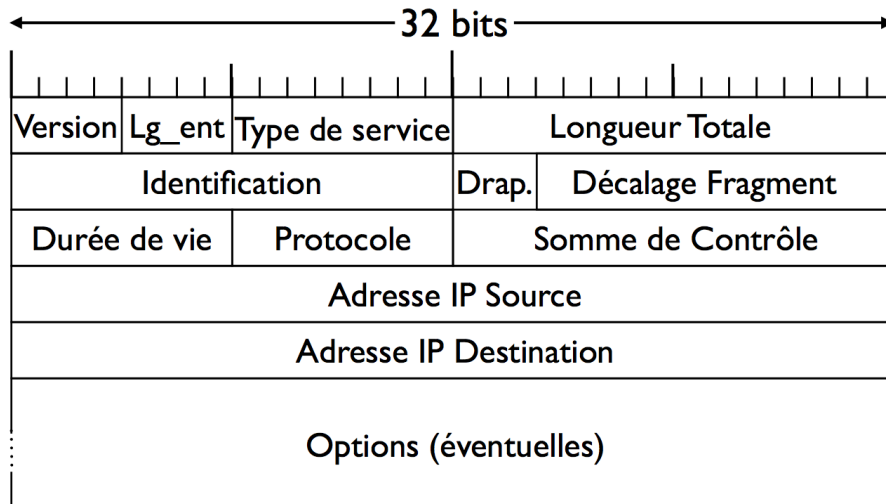 32 bits
Version Lg_ent Type de service Longueur Totale
Identification Drap. Décalage Fragment
Durée de vie Protocole Somme de Contrôle
Adresse IP Source
Adresse IP Destination
Options (éventuelles)